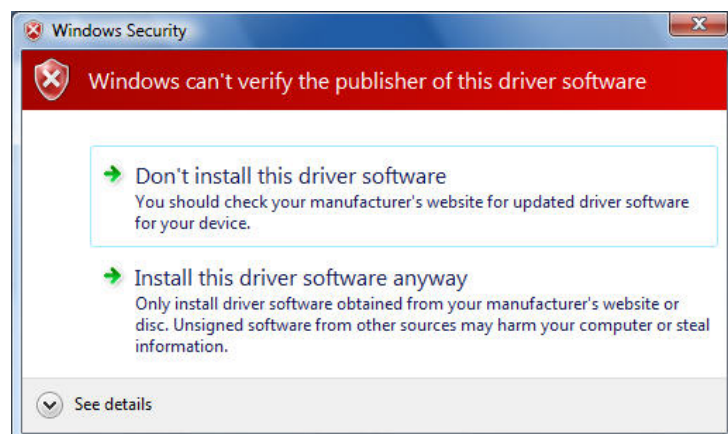 Windows Security
Windows can't verify the publisher of this driver software
Don't install this driver software
You should check your manufacturer's website for updated driver software
for your device.
Install this driver software anyway
Only install driver software obtained from your manufacturer's website or
disc. Unsigned software from other sources may harm your computer or steal
information.
See details